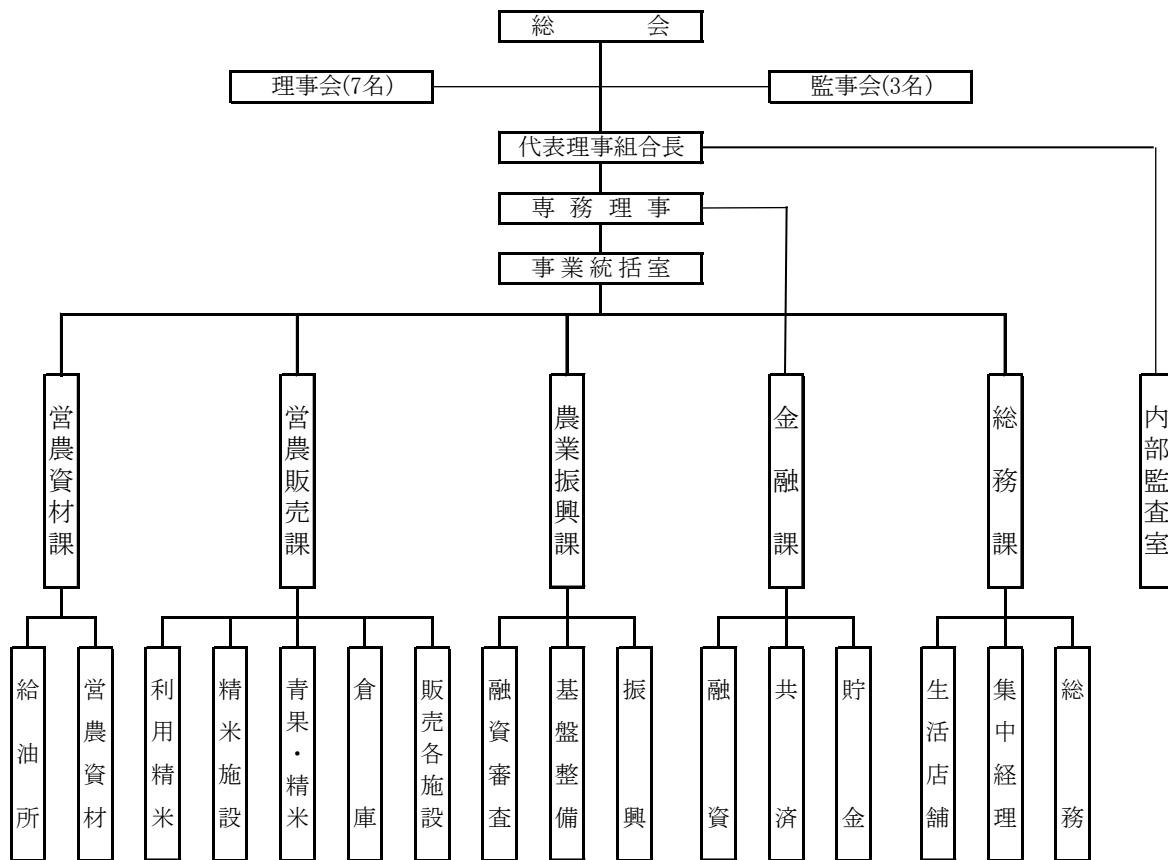 総会
理事会(7名)
監事会(3名)
代表理事組合長
専務理事
事業統括室
営農資材課
営農販売課
農業振興課
金融課
総務課
内部監査室
給油所
営農資材
利用精米
精米施設
青果・精米
倉庫
販売各施設
融資審査
基盤整備
振興
融資
共済
貯金
生活店舗
集中経理
総務